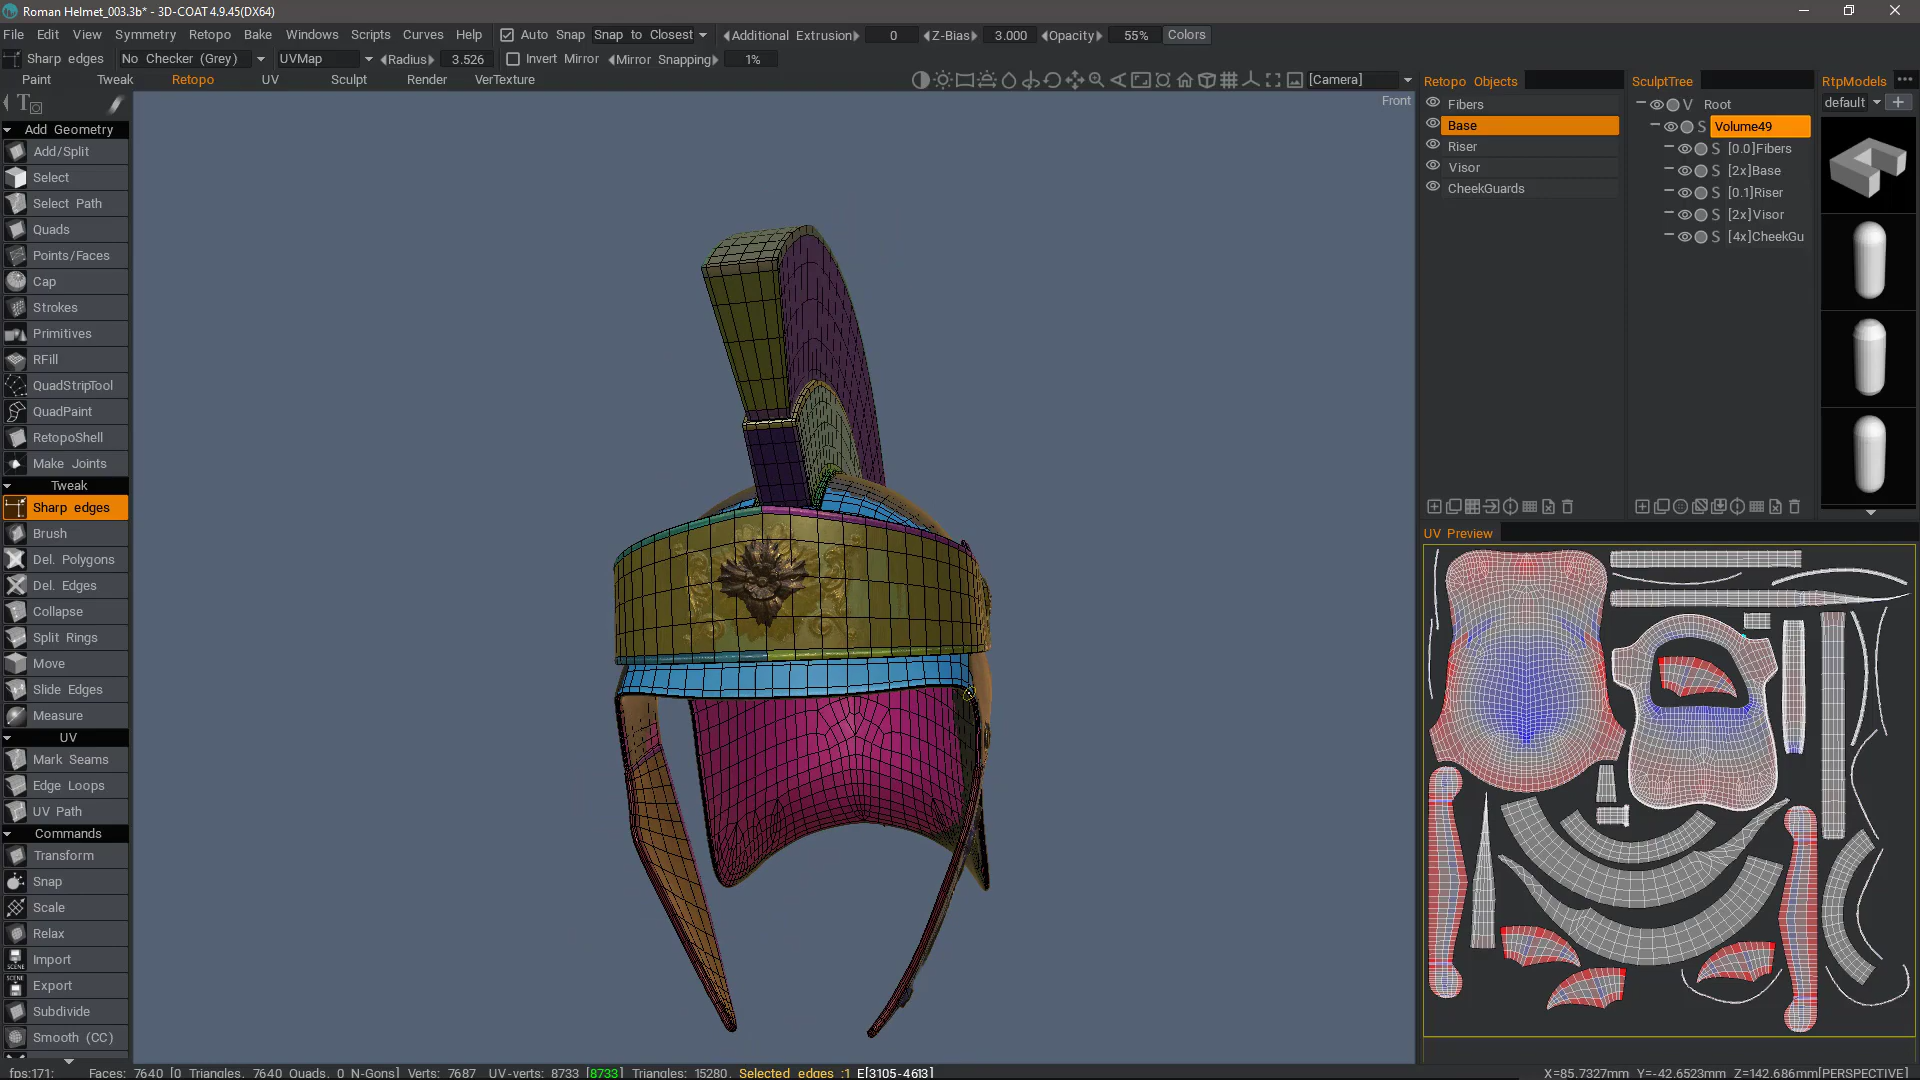 Roman Helmet_003.3b* - 3D-COAT 4.9.45(DX64)
File Edit View Symmetry Retopo Bake Windows Scripts Curves Help Auto Snap Snap to Closest Additional Extrusion 0 Z-Bias 3.000 Opacity 55% Colors
Sharp edges No Checker (Grey) UVMap Radius 3.526 Invert Mirror Mirror Snapping 1%
Paint Tweak Retopo UV Sculpt Render VerTexture [Camera]
Front
Add Geometry
Add/Split
Select
Select Path
Quads
Points/Faces
Cap
Strokes
Primitives
RFill
QuadStripTool
QuadPaint
RetopoShell
Make Joints
Tweak
Sharp edges
Brush
Del. Polygons
Del. Edges
Collapse
Split Rings
Move
Slide Edges
Measure
UV
Mark Seams
Edge Loops
UV Path
Commands
Transform
Snap
Scale
Relax
SCENE Import
SCENE Export
Subdivide
Smooth (CC)
Retopo Objects
Fibers
Base
Riser
Visor
CheekGuards
SculptTree
V Root
S Volume49
S [0.0]Fibers
S [2x]Base
S [0.1]Riser
S [2x]Visor
S [4x]CheekGu
RtpModels
default
UV Preview
fps:171; Faces: 7640 [0 Triangles, 7640 Quads, 0 N-Gons] Verts: 7687 UV-verts: 8733 [8733] Triangles: 15280. Selected edges :1 E[3105-4613] X=85.7327mm Y=-42.6523mm Z=142.686mm[PERSPECTIVE]